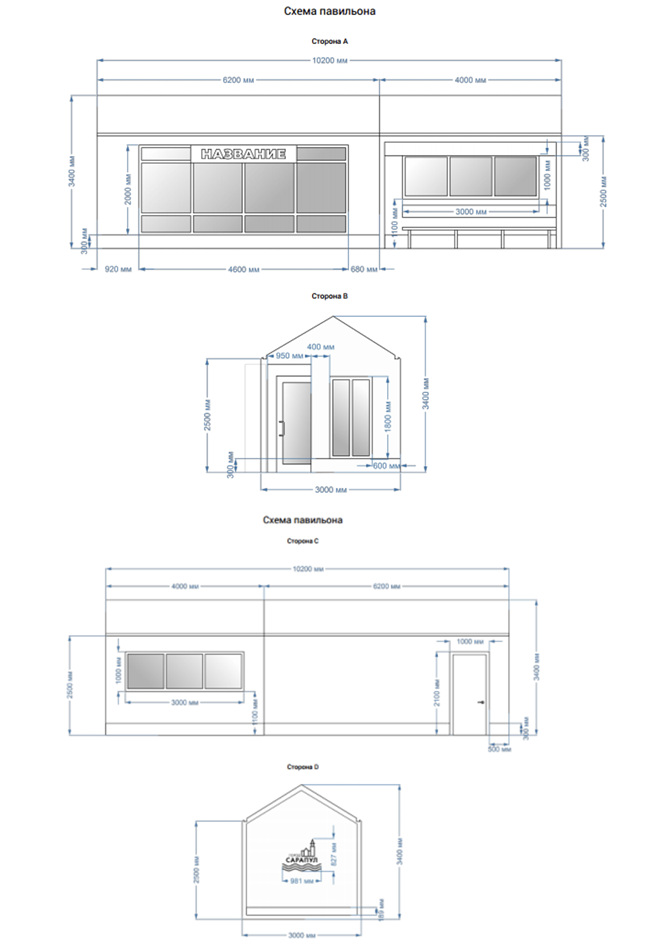 Схема павильона
Сторона А
10200 мм
6200 мм
4000 мм
НАЗВАНИЕ
3400 мм
2000 мм
300 мм
300 мм
1000 мм
2500 мм
3000 мм
1100 мм
920 мм
4600 мм
680 мм
Сторона В
400 мм
950 мм
2500 мм
1800 мм
3400 мм
300 мм
600 мм
3000 мм
Схема павильона
Сторона С
10200 мм
4000 мм
6200 мм
1000 мм
2500 мм
1000 мм
3000 мм
1100 мм
2100 мм
3400 мм
300 мм
500 мм
Сторона D
САРАПУЛ
827 мм
981 мм
2500 мм
3400 мм
189 мм
3000 мм